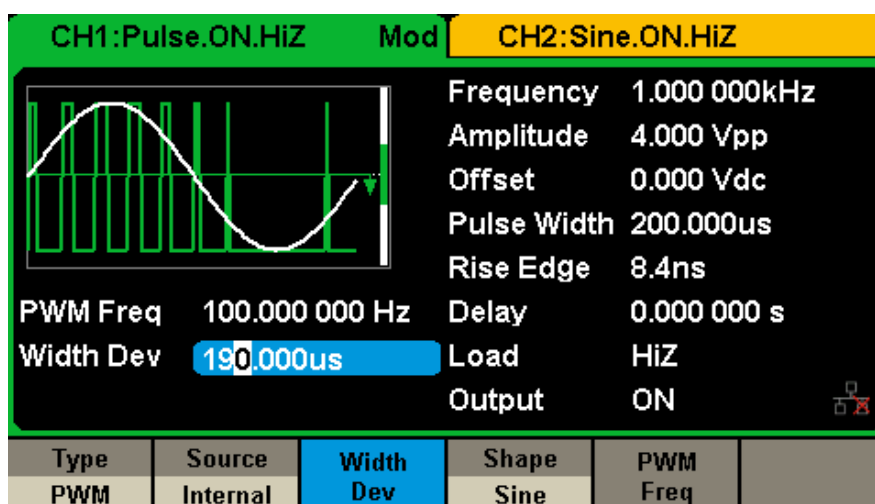 CH1:Pulse.ON.HiZ Mod CH2:Sine.ON.HiZ
Frequency 1.000 000kHz
Amplitude 4.000 Vpp
Offset 0.000 Vdc
Pulse Width 200.000us
Rise Edge 8.4ns
PWM Freq 100.000 000 Hz Delay 0.000 000 s
Width Dev 190.000us Load HiZ
Output ON
Type Source Width Shape PWM
PWM Internal Dev Sine Freq